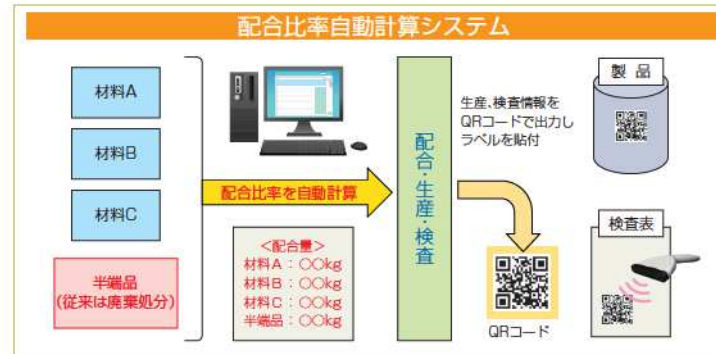 配合比率自動計算システム
材料A
材料B
材料C
半端品
(従来は廃棄処分)
配合比率を自動計算
<配合量>
材料A：〇〇kg
材料B：〇〇kg
材料C：〇〇kg
半端品：〇〇kg
配合・生産・検査
生産、検査情報を
QRコードで出力し
ラベルを貼付
QRコード
製品
検査表